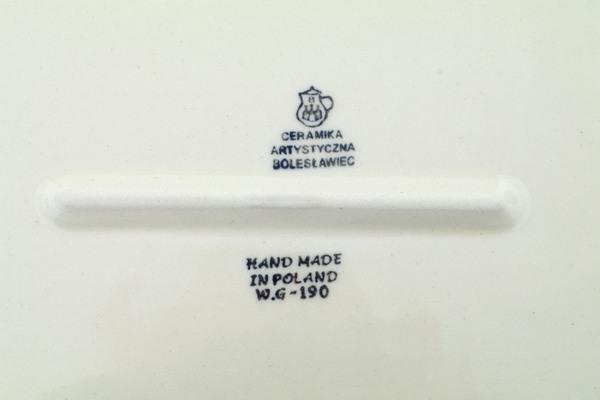 CERAMIKA
ARTYSTYCZNA
BOLESŁAWIEC
HAND MADE
IN POLAND
W.G-190